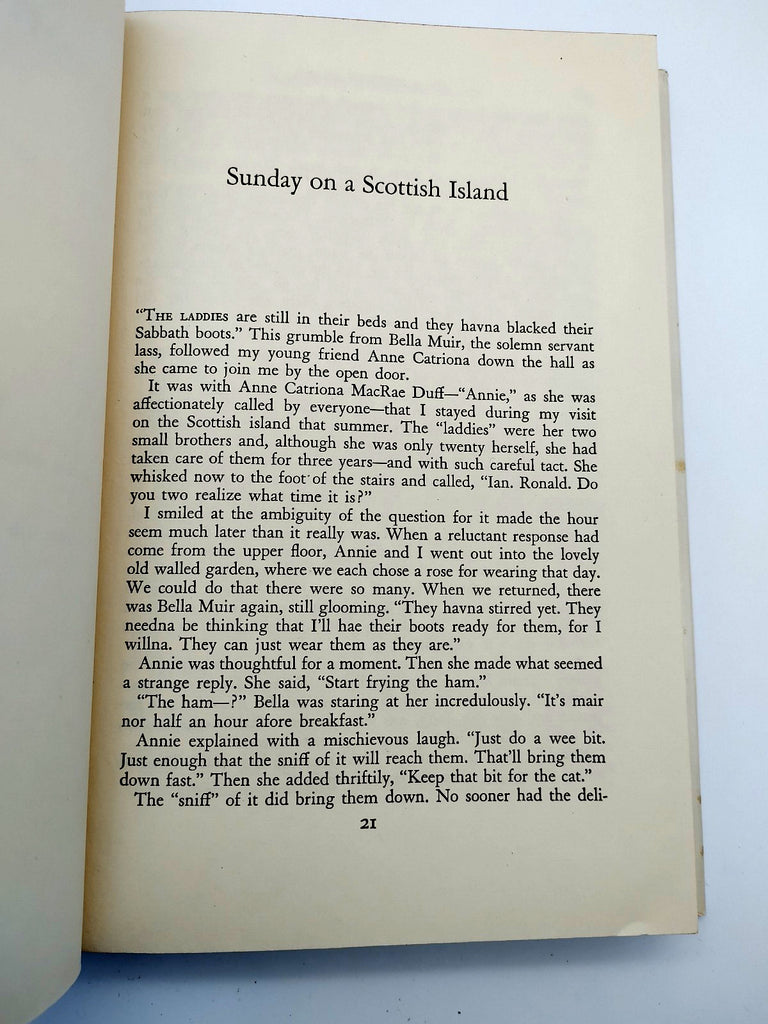 Sunday on a Scottish Island
“THE LADDIES are still in their beds and they havna blacked their
Sabbath boots.” This grumble from Bella Muir, the solemn servant
lass, followed my young friend Anne Catriona down the hall as
she came to join me by the open door.
It was with Anne Catriona MacRae Duff—“Annie,” as she was
affectionately called by everyone—that I stayed during my visit
on the Scottish island that summer. The “laddies” were her two
small brothers and, although she was only twenty herself, she had
taken care of them for three years—and with such careful tact. She
whisked now to the foot of the stairs and called, “Ian. Ronald. Do
you two realize what time it is?”
I smiled at the ambiguity of the question for it made the hour
seem much later than it really was. When a reluctant response had
come from the upper floor, Annie and I went out into the lovely
old walled garden, where we each chose a rose for wearing that day.
We could do that there were so many. When we returned, there
was Bella Muir again, still glooming. “They havna stirred yet. They
needna be thinking that I’ll hae their boots ready for them, for I
willna. They can just wear them as they are.”
Annie was thoughtful for a moment. Then she made what seemed
a strange reply. She said, “Start frying the ham.”
“The ham—?” Bella was staring at her incredulously. “It’s mair
nor half an hour afore breakfast.”
Annie explained with a mischievous laugh. “Just do a wee bit.
Just enough that the sniff of it will reach them. That’ll bring them
down fast.” Then she added thriftily, “Keep that bit for the cat.”
The “sniff” of it did bring them down. No sooner had the deli-
21